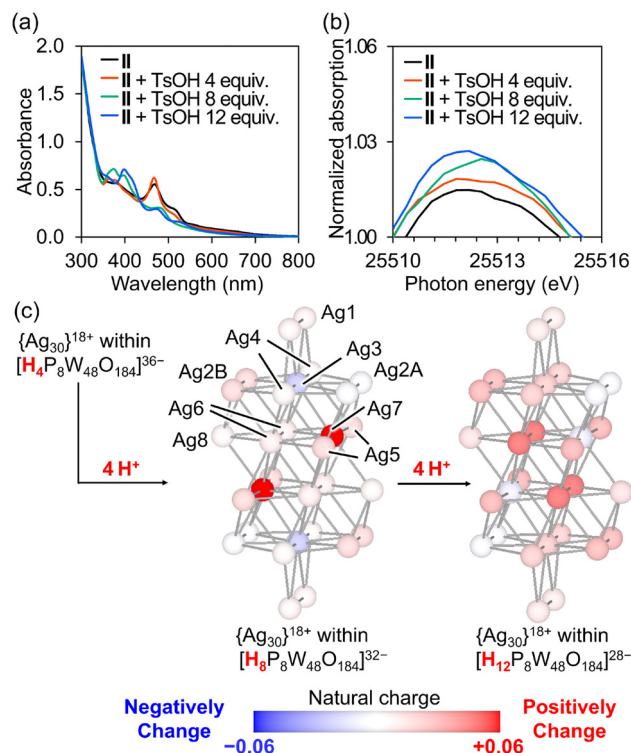 (a)
2.0
1.5
1.0
0.5
0.0
Absorbance
II
II + TsOH 4 equiv.
II + TsOH 8 equiv.
II + TsOH 12 equiv.
300 400 500 600 700 800
Wavelength (nm)
(b)
1.06
1.03
1.00
Normalized absorption
II
II + TsOH 4 equiv.
II + TsOH 8 equiv.
II + TsOH 12 equiv.
25510 25513 25516
Photon energy (eV)
(c)
{Ag₃₀}¹⁸⁺ within
[H₄P₈W₄₈O₁₈₄]³⁶⁻
4 H⁺
Ag1
Ag4
Ag3
Ag2B
Ag2A
Ag6
Ag7
Ag8
Ag5
4 H⁺
{Ag₃₀}¹⁸⁺ within
[H₈P₈W₄₈O₁₈₄]³²⁻
{Ag₃₀}¹⁸⁺ within
[H₁₂P₈W₄₈O₁₈₄]²⁸⁻
Negatively
Change
Natural charge
Positively
Change
−0.06
+0.06